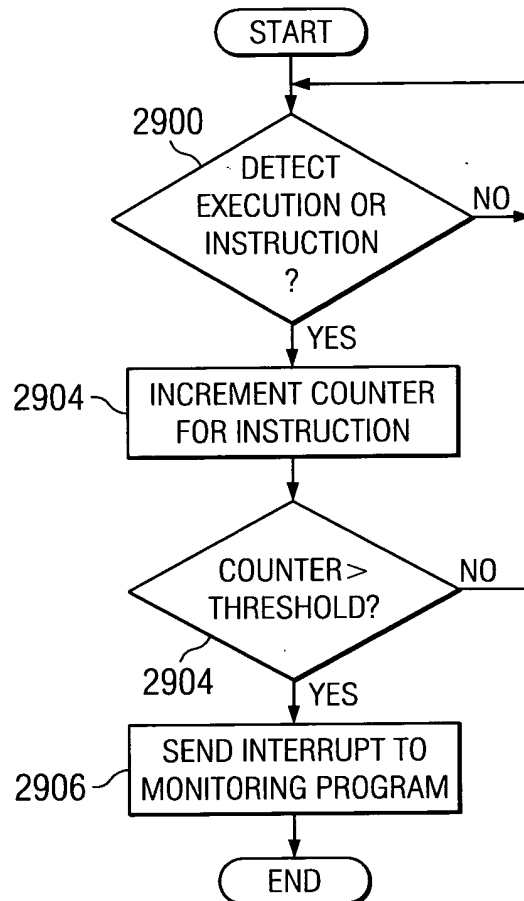 START
2900
DETECT
EXECUTION OR
INSTRUCTION
?
NO
YES
2904
INCREMENT COUNTER
FOR INSTRUCTION
COUNTER>
THRESHOLD?
NO
2904
YES
2906
SEND INTERRUPT TO
MONITORING PROGRAM
END